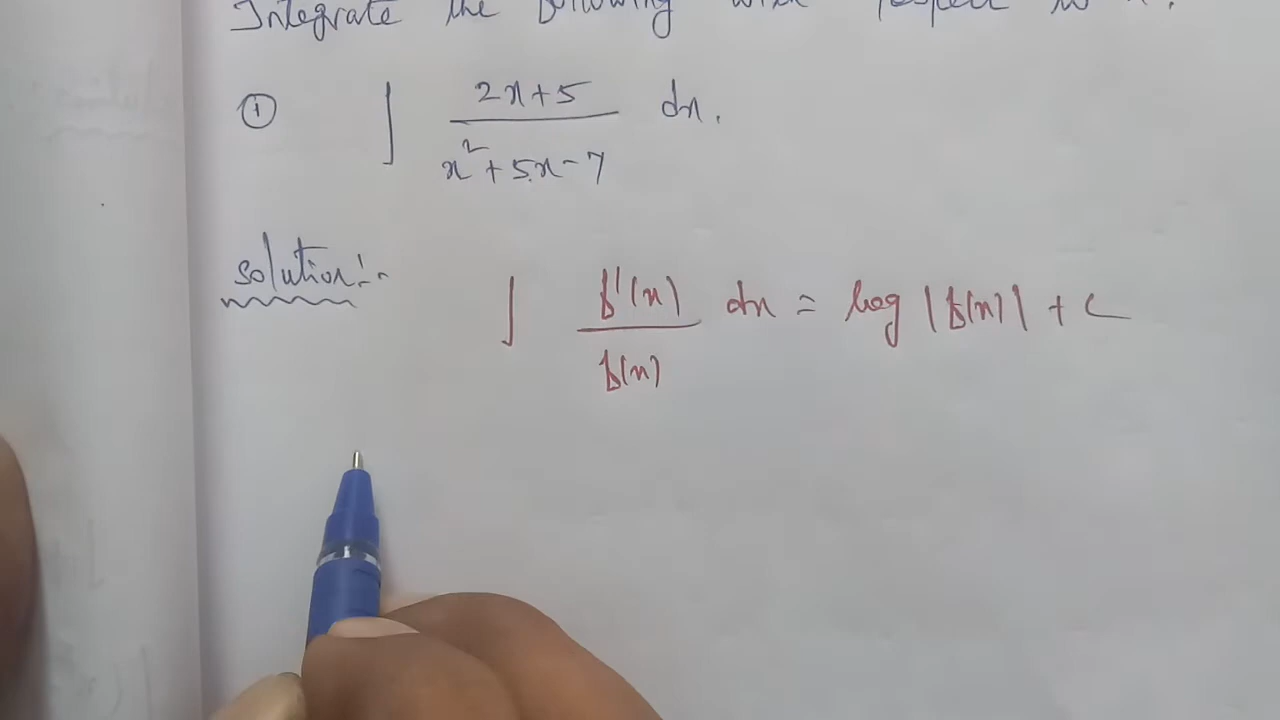 Integrate the following with respect to x.
① ∫ 2x+5 / x² + 5x - 7 dx.
solution:-
∫ f'(x) / f(x) dx = log |f(x)| + c